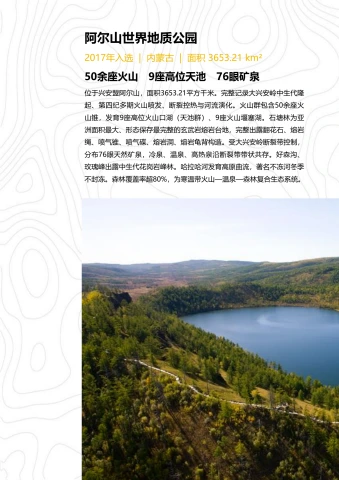 阿尔山世界地质公园
2017年入选 | 内蒙古 | 面积 3653.21 km²
50余座火山 9座高位天池 76眼矿泉
位于兴安盟阿尔山，面积3653.21平方千米。完整记录大兴安岭中生代隆
起、第四纪多期火山喷发、断裂控热与河流演化。火山群包含50余座火
山锥，发育9座高位火山口湖（天池群）、9座火山堰塞湖。石塘林为亚
洲面积最大、形态保存最完整的玄武岩熔岩台地，完整出露翻花石、熔岩
绳、喷气锥、喷气碟、熔岩洞、熔岩龟背构造。受大兴安岭断裂带控制，
分布76眼天然矿泉，冷泉、温泉、高热泉沿断裂带带状共存。好森沟、
玫瑰峰出露中生代花岗岩峰林。哈拉哈河发育高原曲流，著名不冻河冬季
不封冻。森林覆盖率超80%，为寒温带火山—温泉—森林复合生态系统。